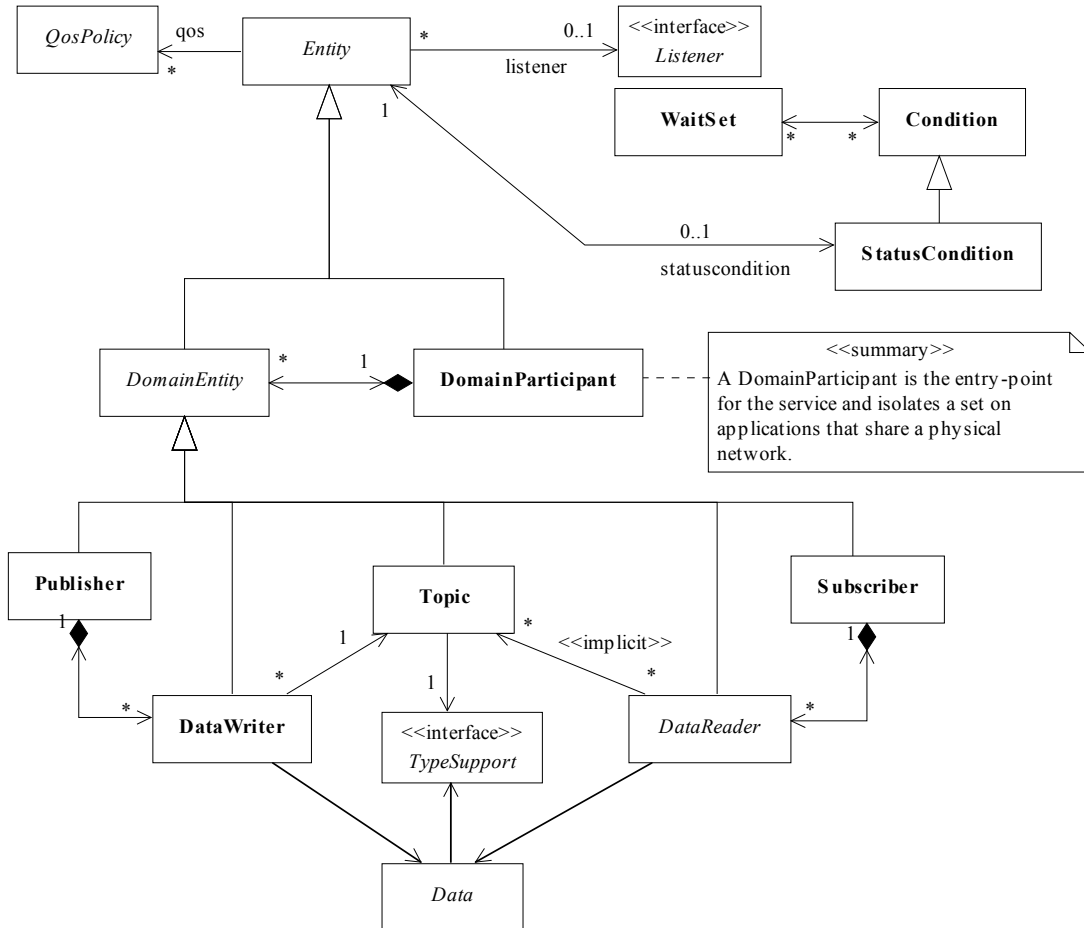 QosPolicy
qos
*
Entity
*
0..1
listener
<<interface>>
Listener
1
WaitSet
*
*
Condition
0..1
statuscondition
StatusCondition
DomainEntity
*
1
DomainParticipant
<<summary>>
A DomainParticipant is the entry-point
for the service and isolates a set on
applications that share a physical
network.
Publisher
1
Topic
Subscriber
1
*
1
*
<<implicit>>
*
*
DataWriter
1
<<interface>>
TypeSupport
DataReader
*
Data